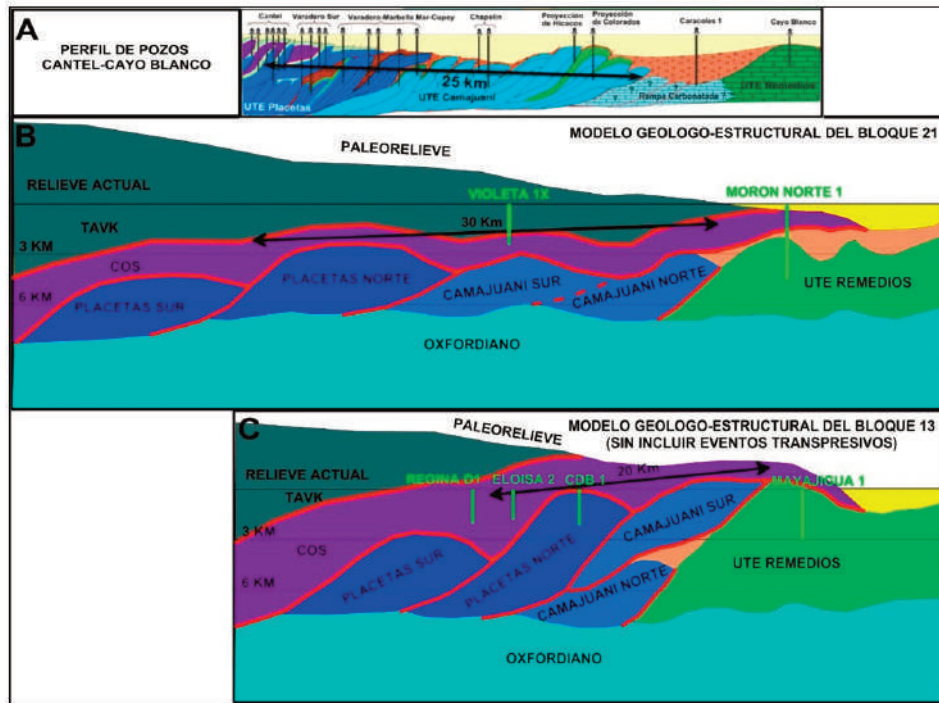 A
PERFIL DE POZOS
CANTEL-CAYO BLANCO
Cantel
Varadero Sur
Varadero-Marbella Mar-Cupey
Chapelin
Proyección
de Hicacos
Proyección
de Colorados
Caracoles 1
Cayo Blanco
25 km
UTE Placetas
UTE Camajuani
Rampa Carbonatada ?
UTE Remedios
B
MODELO GEOLOGO-ESTRUCTURAL DEL BLOQUE 21
PALEORELIEVE
RELIEVE ACTUAL
VIOLETA 1X
MORON NORTE 1
TAVK
30 Km
3 KM
COS
6 KM
PLACETAS SUR
PLACETAS NORTE
CAMAJUANI SUR
CAMAJUANI NORTE
UTE REMEDIOS
OXFORDIANO
C
MODELO GEOLOGO-ESTRUCTURAL DEL BLOQUE 13
(SIN INCLUIR EVENTOS TRANSPRESIVOS)
PALEORELIEVE
RELIEVE ACTUAL
20 Km
REGINA G1
ELOISA 2
CDB 1
MAYAJIGUA 1
TAVK
3 KM
COS
6 KM
PLACETAS SUR
PLACETAS NORTE
CAMAJUANI SUR
CAMAJUANI NORTE
UTE REMEDIOS
OXFORDIANO